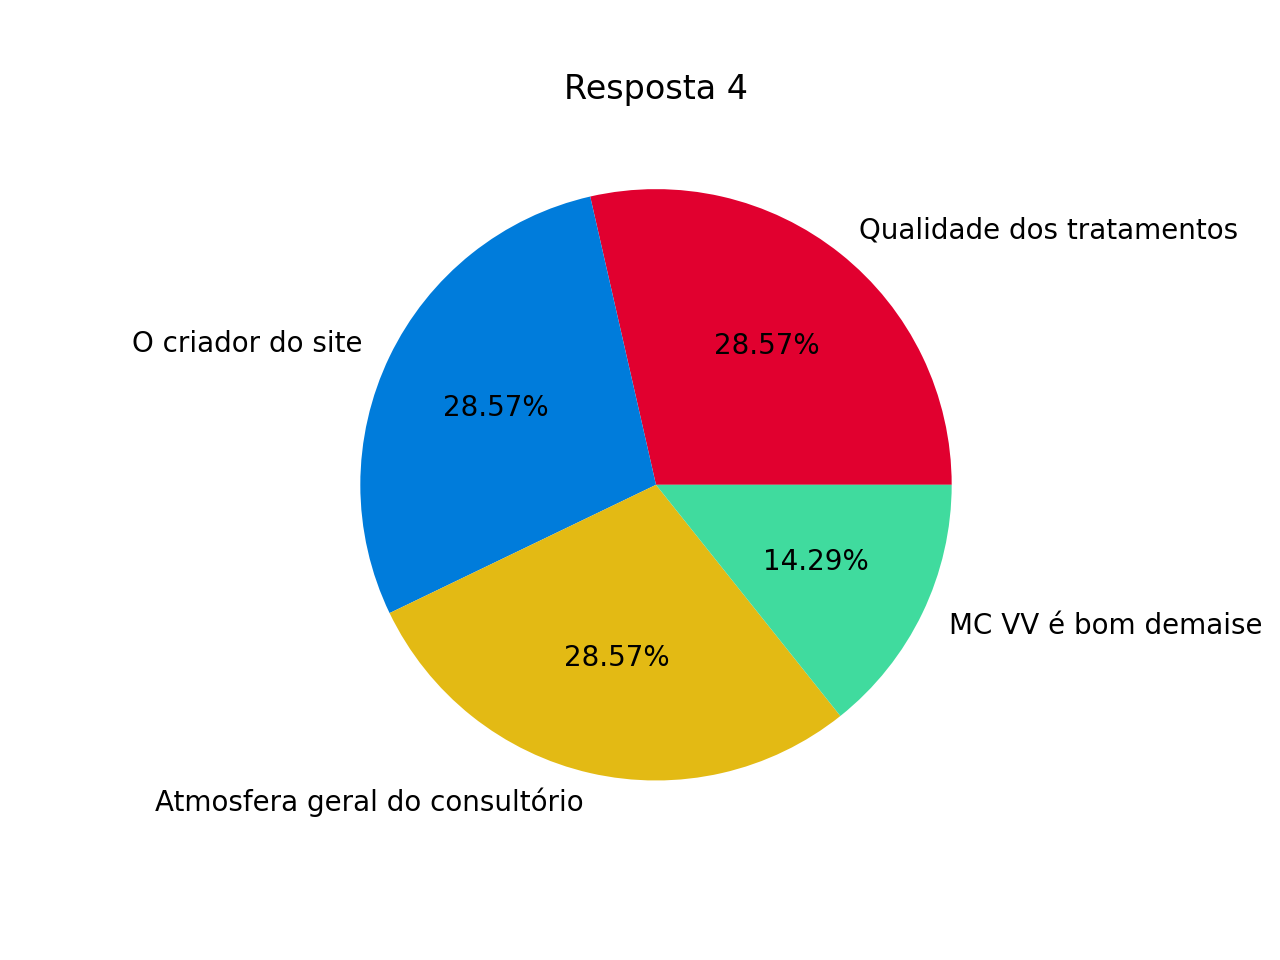 Resposta 4
Qualidade dos tratamentos
O criador do site
28.57%
28.57%
14.29%
MC VV é bom demaise
28.57%
Atmosfera geral do consultório